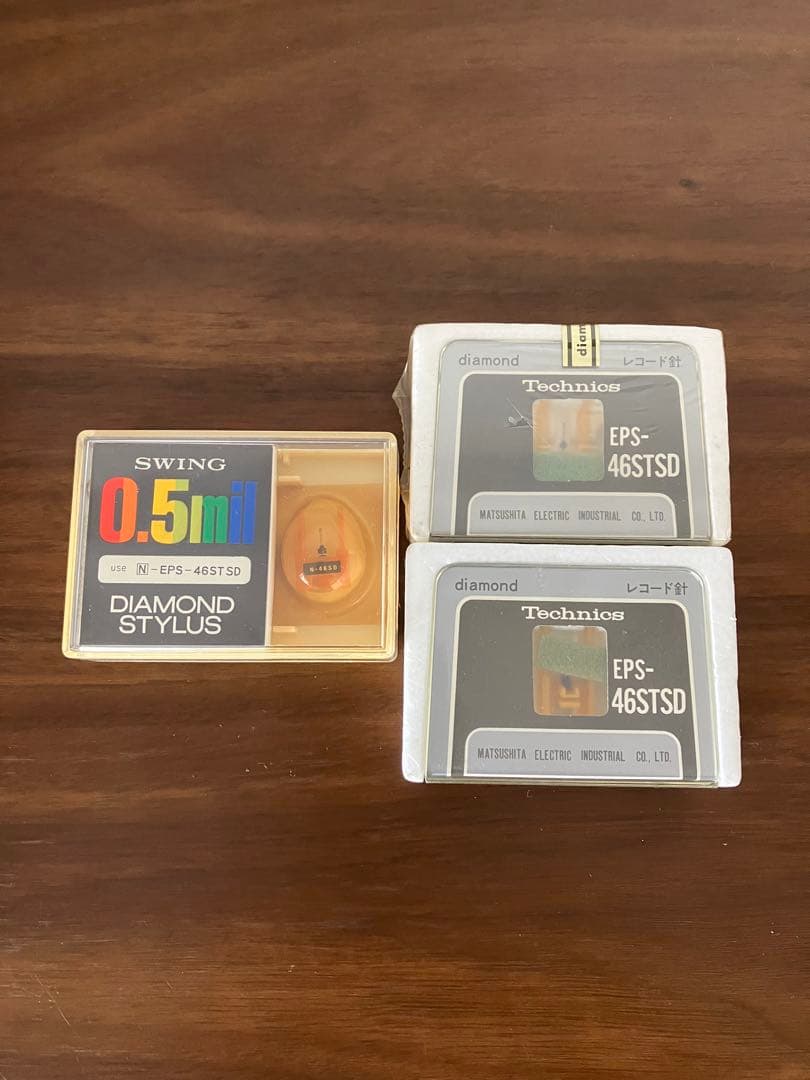 SWING
0.5mil
use N-EPS-46STSD
DIAMOND
STYLUS
N-46SD
diam
diamond レコード針
Technics
EPS-
46STSD
MATSUSHITA ELECTRIC INDUSTRIAL CO., LTD.
diamond レコード針
Technics
EPS-
46STSD
MATSUSHITA ELECTRIC INDUSTRIAL CO., LTD.